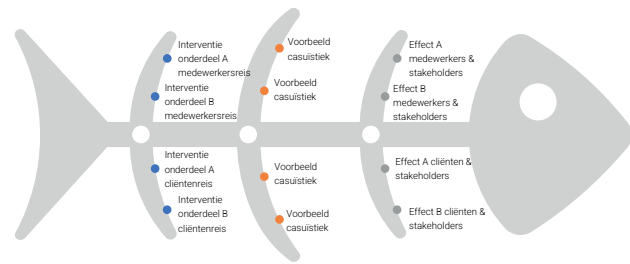 Interventie
onderdeel A
medewerkersreis
Interventie
onderdeel B
medewerkersreis
Interventie
onderdeel A
cliëntenreis
Interventie
onderdeel B
cliëntenreis
Voorbeeld
casuïstiek
Voorbeeld
casuïstiek
Voorbeeld
casuïstiek
Voorbeeld
casuïstiek
Effect A
medewerkers &
stakeholders
Effect B
medewerkers &
stakeholders
Effect A cliënten &
stakeholders
Effect B cliënten &
stakeholders